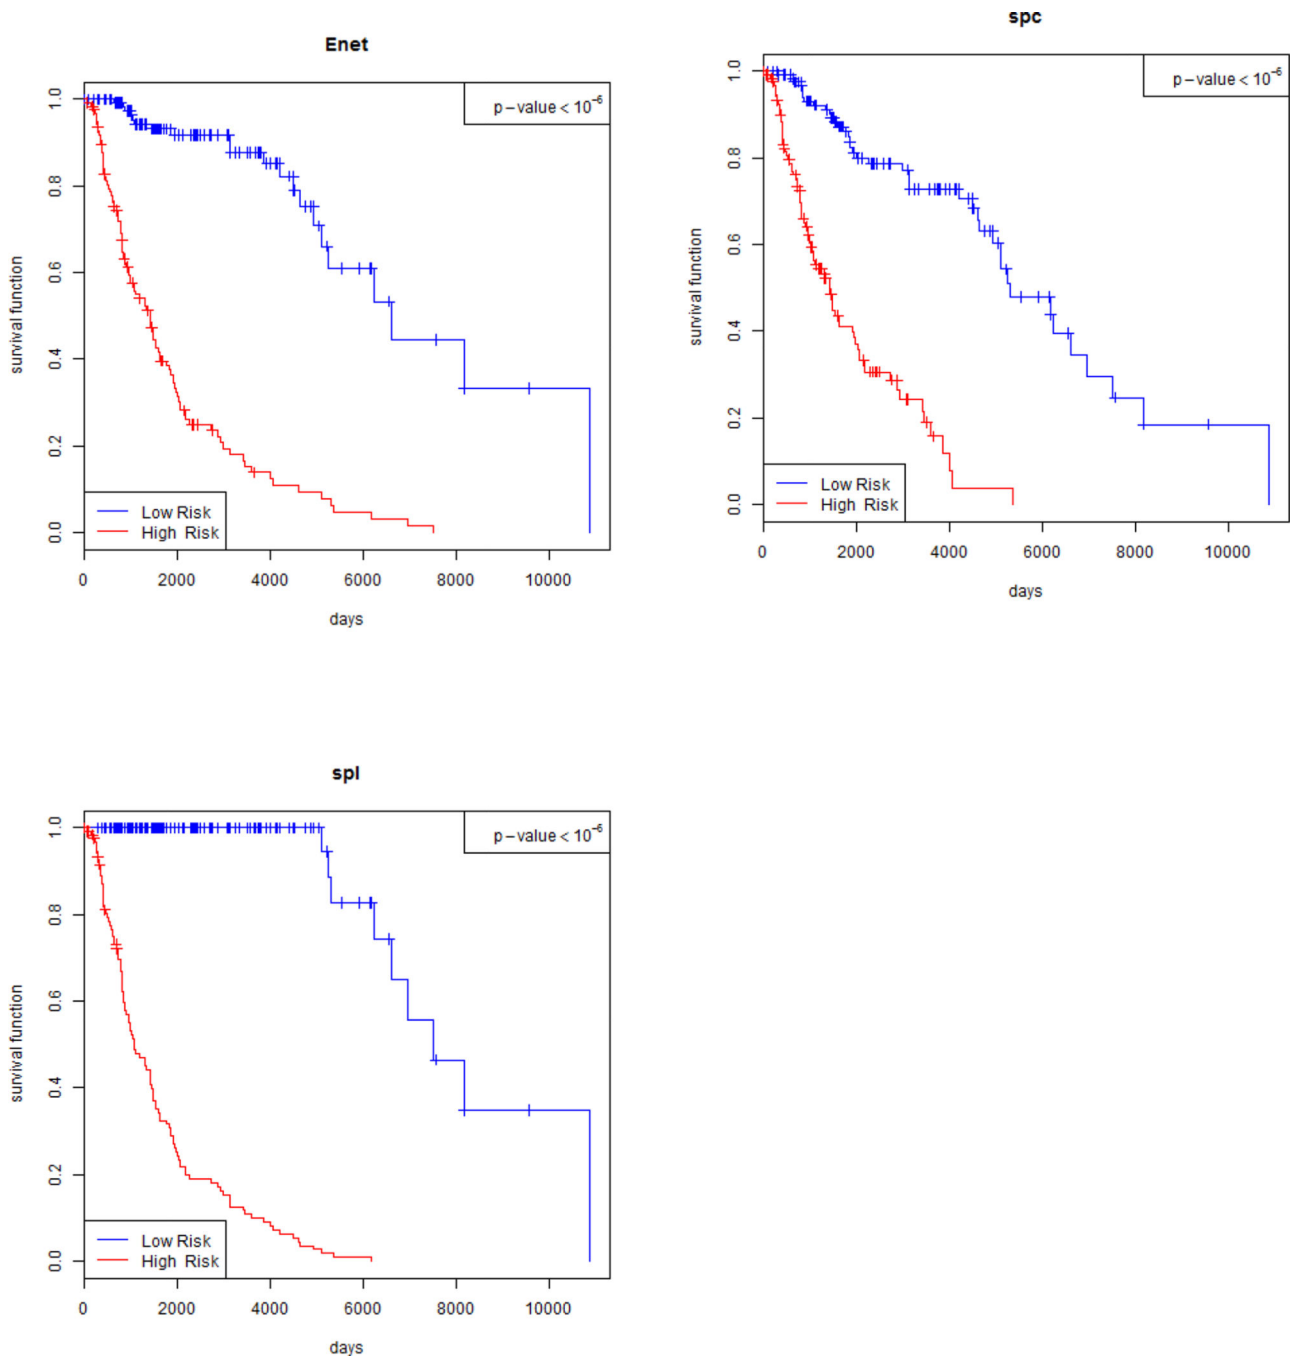 Enet
p-value < 10^-6
survival function
1.0
0.8
0.6
0.4
0.2
0.0
Low Risk
High Risk
0 2000 4000 6000 8000 10000
days
spc
p-value < 10^-6
survival function
1.0
0.8
0.6
0.4
0.2
0.0
Low Risk
High Risk
0 2000 4000 6000 8000 10000
days
spl
p-value < 10^-6
survival function
1.0
0.8
0.6
0.4
0.2
0.0
Low Risk
High Risk
0 2000 4000 6000 8000 10000
days